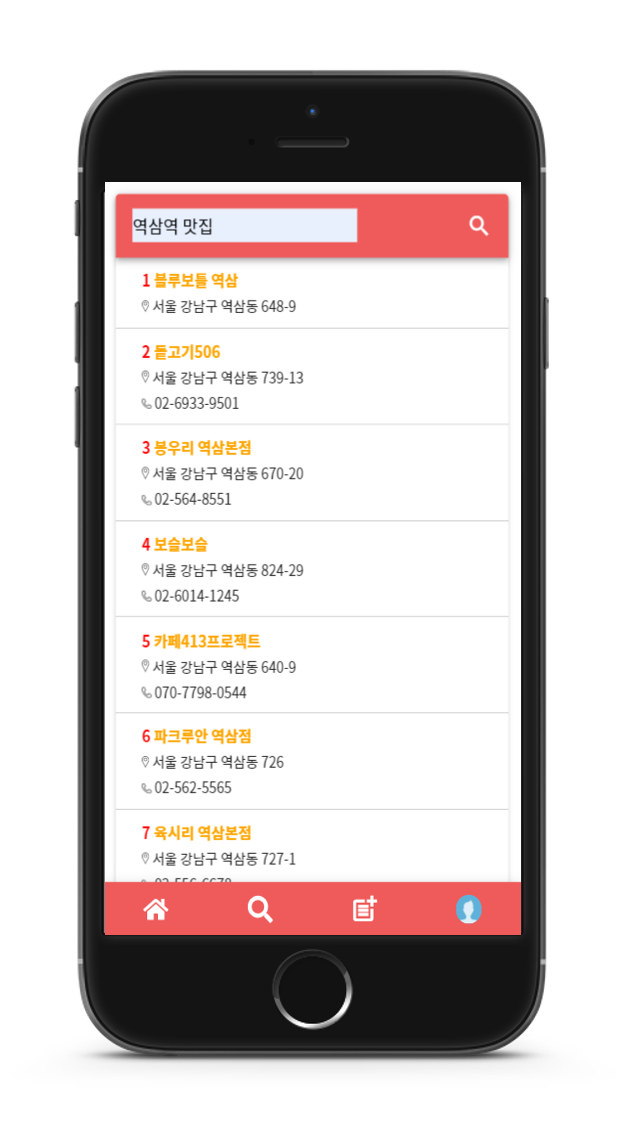 역삼역 맛집
1 블루보틀 역삼
서울 강남구 역삼동 648-9
2 돝고기506
서울 강남구 역삼동 739-13
02-6933-9501
3 봉우리 역삼본점
서울 강남구 역삼동 670-20
02-564-8551
4 보슬보슬
서울 강남구 역삼동 824-29
02-6014-1245
5 카페413프로젝트
서울 강남구 역삼동 640-9
070-7798-0544
6 파크루안 역삼점
서울 강남구 역삼동 726
02-562-5565
7 육시리 역삼본점
서울 강남구 역삼동 727-1